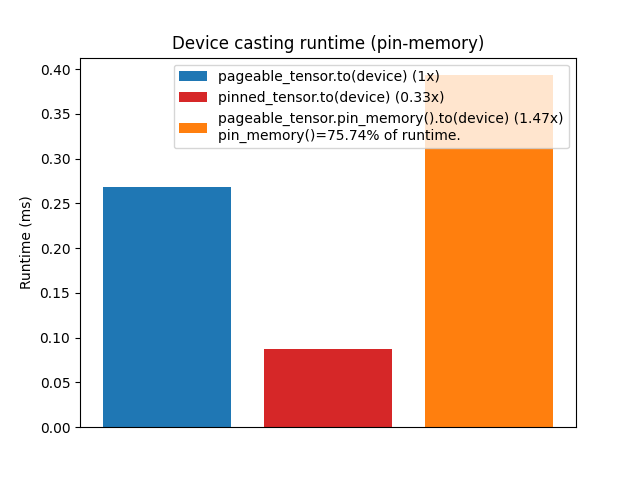 Device casting runtime (pin-memory)
pageable_tensor.to(device) (1x)
pinned_tensor.to(device) (0.33x)
pageable_tensor.pin_memory().to(device) (1.47x)
pin_memory()=75.74% of runtime.
Runtime (ms)
0.40
0.35
0.30
0.25
0.20
0.15
0.10
0.05
0.00